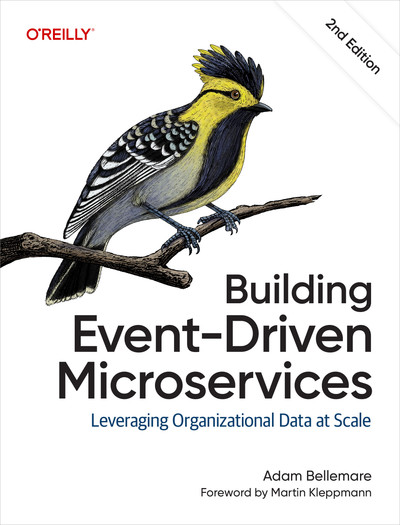 O'REILLY
2nd Edition
Building
Event-Driven
Microservices
Leveraging Organizational Data at Scale
Adam Bellemare
Foreword by Martin Kleppmann